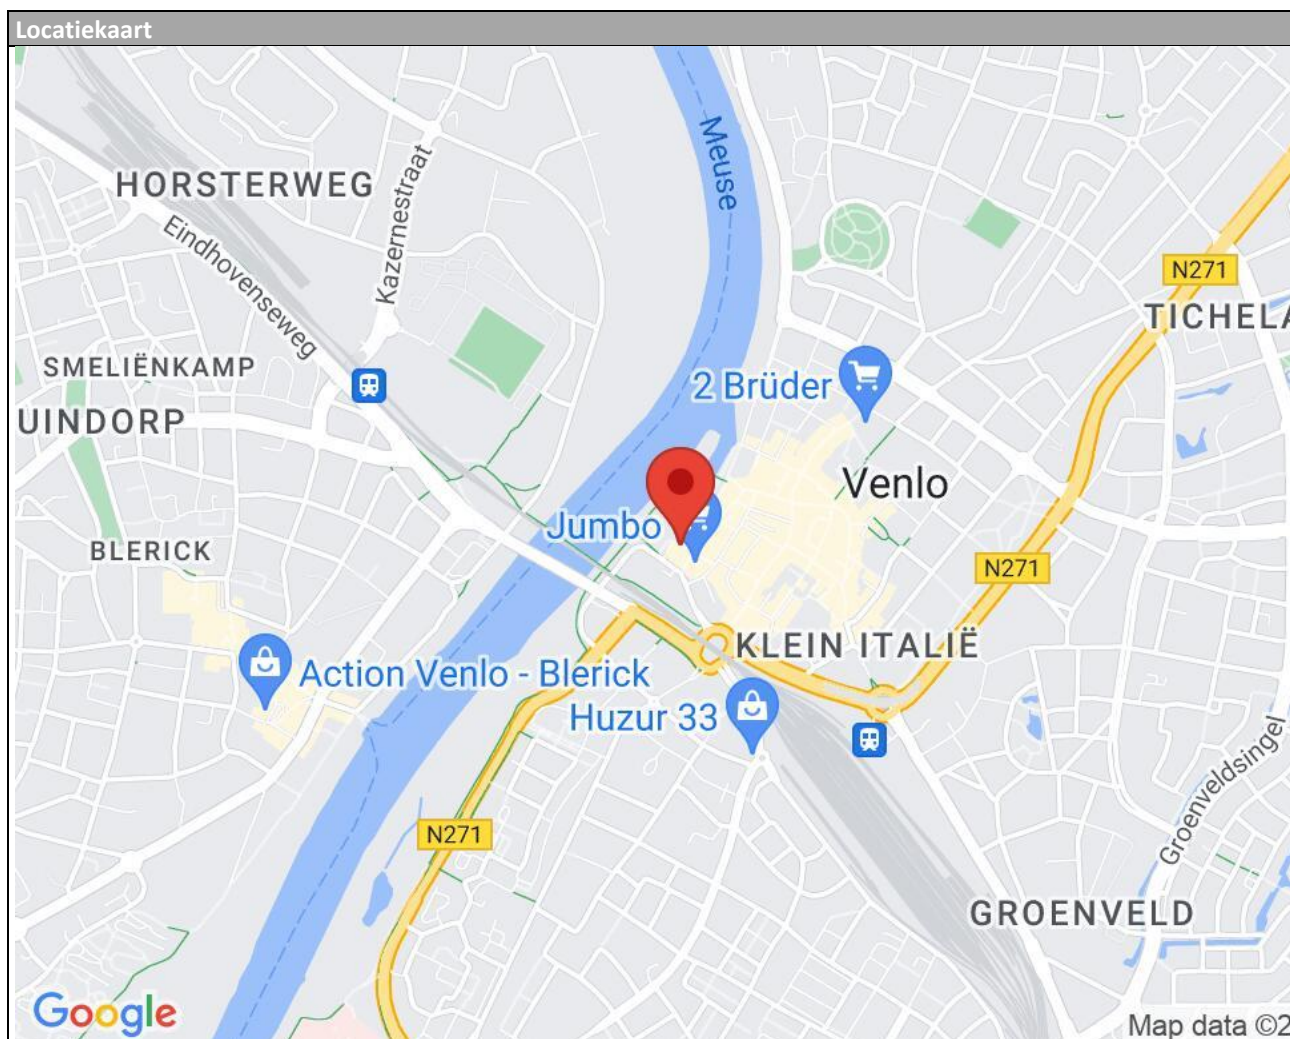 Locatiekaart
Meuse
HORSTERWEG
Kazernestraat
Eindhovenseweg
N271
TICHELA
SMELIËNKAMP
2 Brüder
UINDORP
Venlo
Jumbo
BLERICK
N271
KLEIN ITALIË
Action Venlo - Blerick
Huzur 33
Groenveldsingel
N271
GROENVELD
Google
Map data ©2